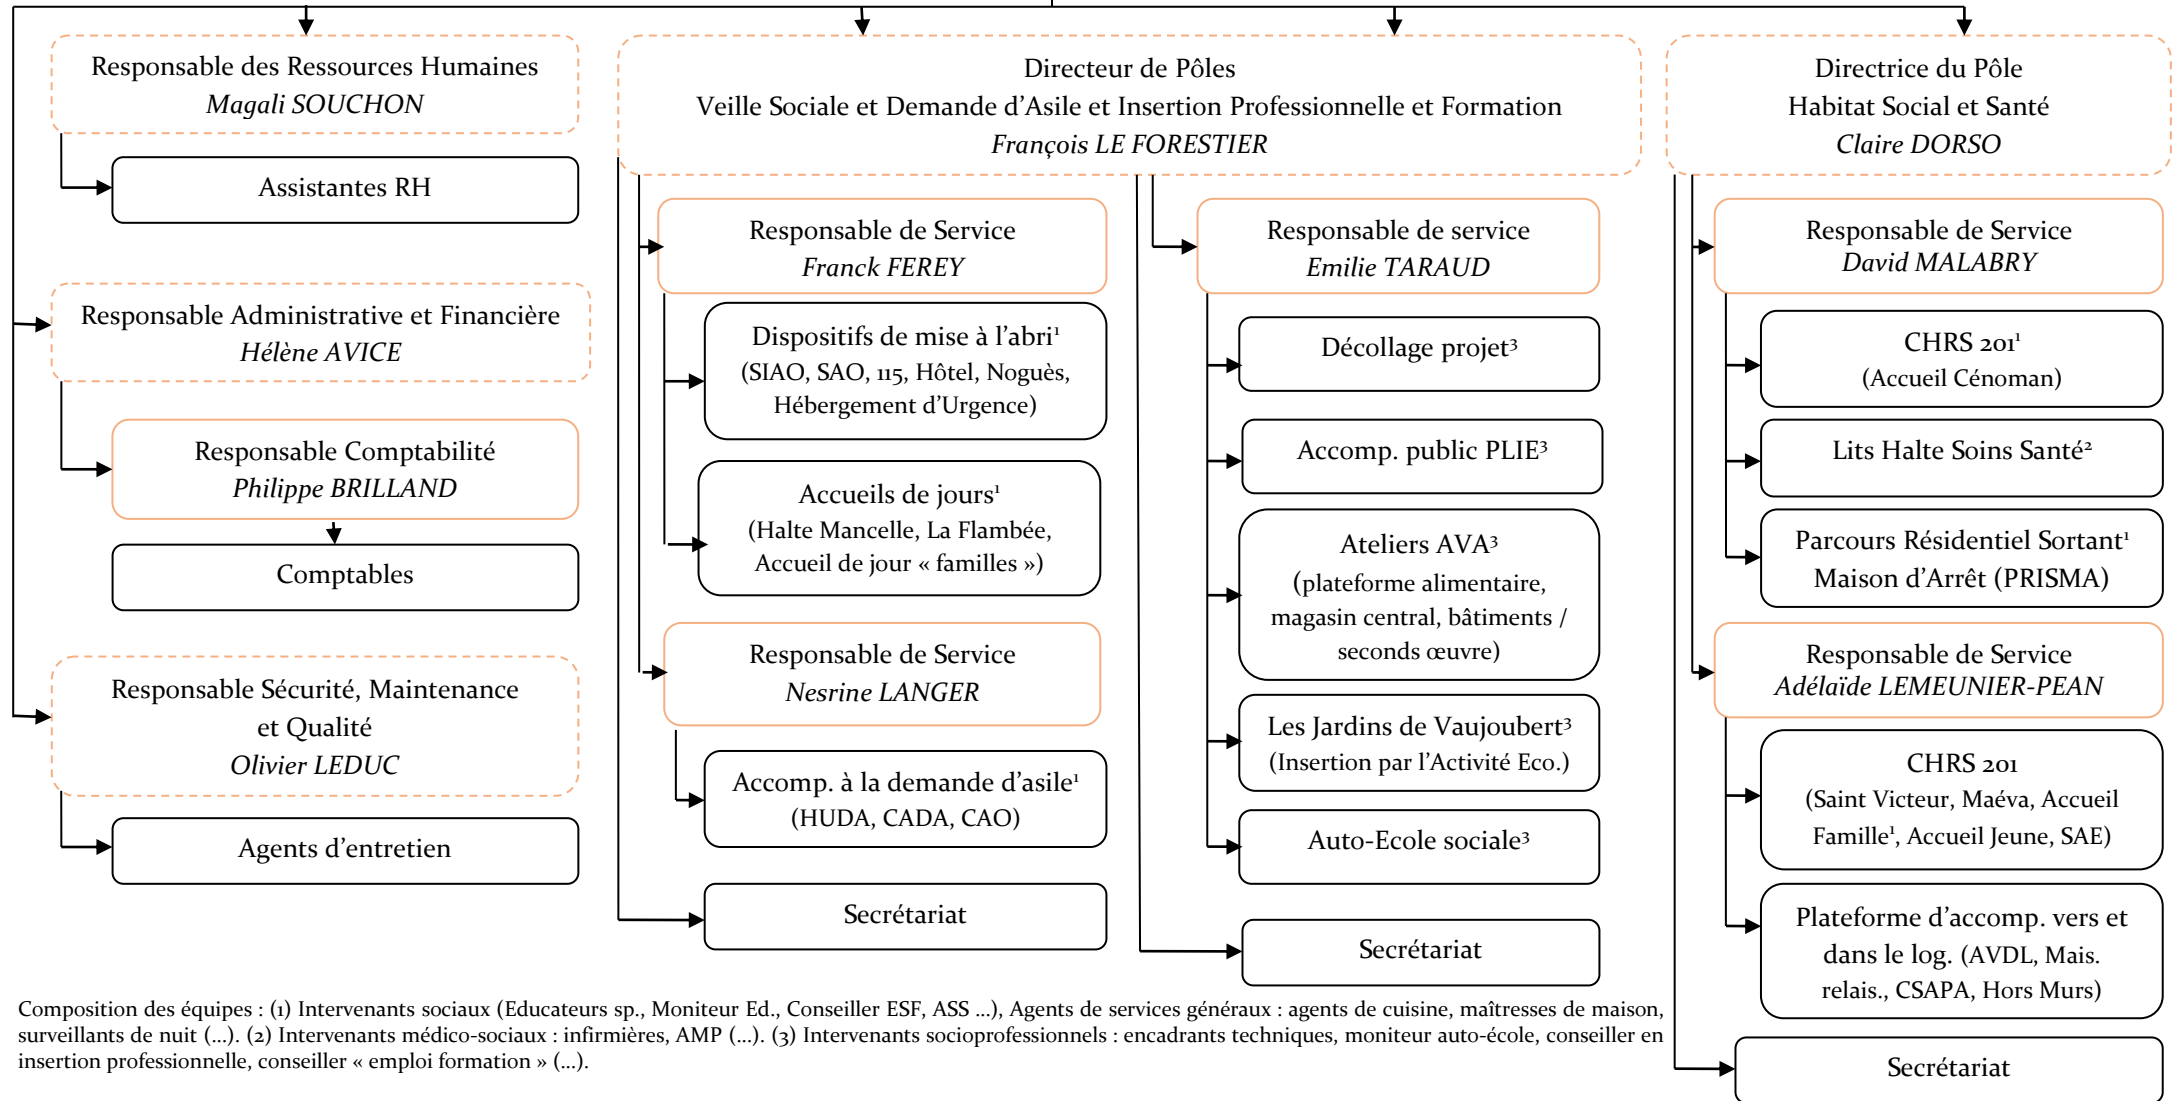 Responsable des Ressources Humaines
Magali SOUCHON
Assistantes RH
Responsable Administrative et Financière
Hélène AVICE
Responsable Comptabilité
Philippe BRILLAND
Comptables
Responsable Sécurité, Maintenance
et Qualité
Olivier LEDUC
Agents d'entretien
Directeur de Pôles
Veille Sociale et Demande d'Asile et Insertion Professionnelle et Formation
François LE FORESTIER
Responsable de Service
Franck FEREY
Dispositifs de mise à l'abri¹
(SIAO, SAO, 115, Hôtel, Noguès,
Hébergement d'Urgence)
Accueils de jours¹
(Halte Mancelle, La Flambée,
Accueil de jour « familles »)
Responsable de Service
Nesrine LANGER
Accomp. à la demande d'asile¹
(HUDA, CADA, CAO)
Secrétariat
Responsable de service
Emilie TARAUD
Décollage projet³
Accomp. public PLIE³
Ateliers AVA³
(plateforme alimentaire,
magasin central, bâtiments /
seconds œuvre)
Les Jardins de Vaujoubert³
(Insertion par l'Activité Eco.)
Auto-Ecole sociale³
Secrétariat
Directrice du Pôle
Habitat Social et Santé
Claire DORSO
Responsable de Service
David MALABRY
CHRS 201¹
(Accueil Cénoman)
Lits Halte Soins Santé²
Parcours Résidentiel Sortant¹
Maison d'Arrêt (PRISMA)
Responsable de Service
Adélaïde LEMEUNIER-PEAN
CHRS 201
(Saint Victeur, Maéva, Accueil
Famille¹, Accueil Jeune, SAE)
Plateforme d'accomp. vers et
dans le log. (AVDL, Mais.
relais., CSAPA, Hors Murs)
Secrétariat
Composition des équipes : (1) Intervenants sociaux (Educateurs sp., Moniteur Ed., Conseiller ESF, ASS ...), Agents de services généraux : agents de cuisine, maîtresses de maison,
surveillants de nuit (...). (2) Intervenants médico-sociaux : infirmières, AMP (...). (3) Intervenants socioprofessionnels : encadrants techniques, moniteur auto-école, conseiller en
insertion professionnelle, conseiller « emploi formation » (...).